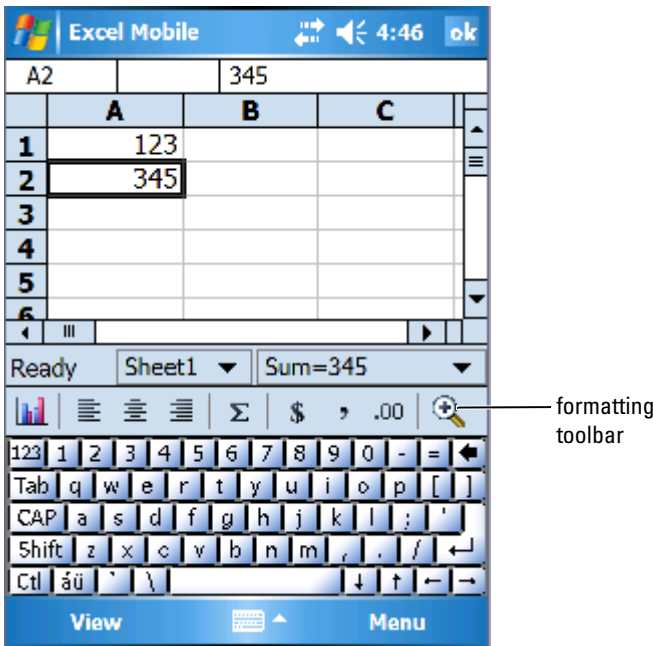 Excel Mobile 4:46 ok
A2 345
A B C
1 123
2 345
3
4
5
6
Ready Sheet1 Sum=345
Σ $ , .00
formatting
toolbar
123 1 2 3 4 5 6 7 8 9 0 - =
Tab q w e r t y u i o p [ ]
CAP a s d f g h j k l ; '
Shift z x c v b n m , . /
Ctl áü ` \
View Menu